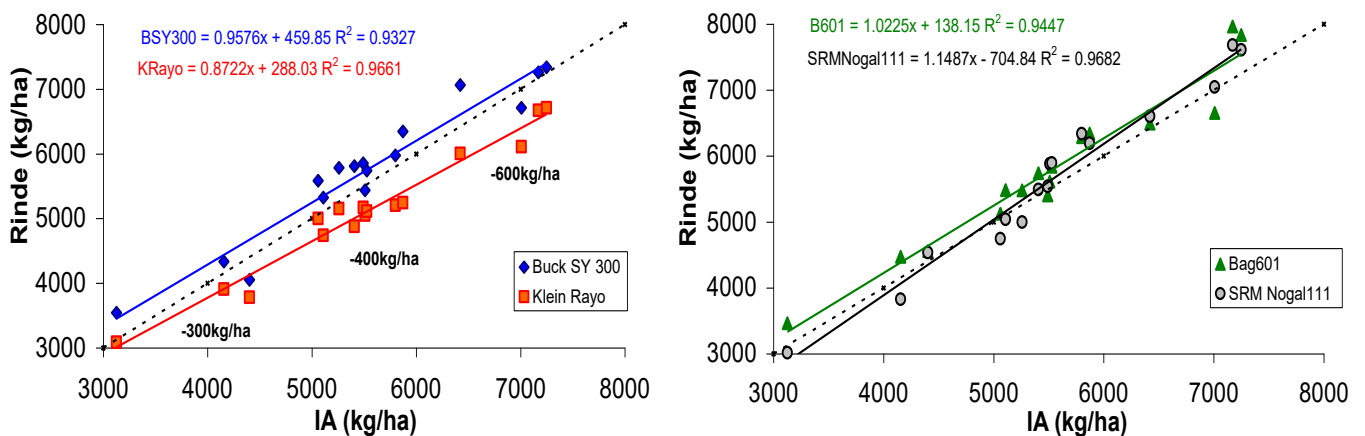 BSY300 = 0.9576x + 459.85 R² = 0.9327
KRayo = 0.8722x + 288.03 R² = 0.9661
Rinde (kg/ha)
8000
7000
6000
5000
4000
3000
-600kg/ha
-400kg/ha
-300kg/ha
Buck SY 300
Klein Rayo
3000 4000 5000 6000 7000 8000
IA (kg/ha)
B601 = 1.0225x + 138.15 R² = 0.9447
SRMNogal111 = 1.1487x - 704.84 R² = 0.9682
Rinde (kg/ha)
8000
7000
6000
5000
4000
3000
Bag601
SRM Nogal111
3000 4000 5000 6000 7000 8000
IA (kg/ha)